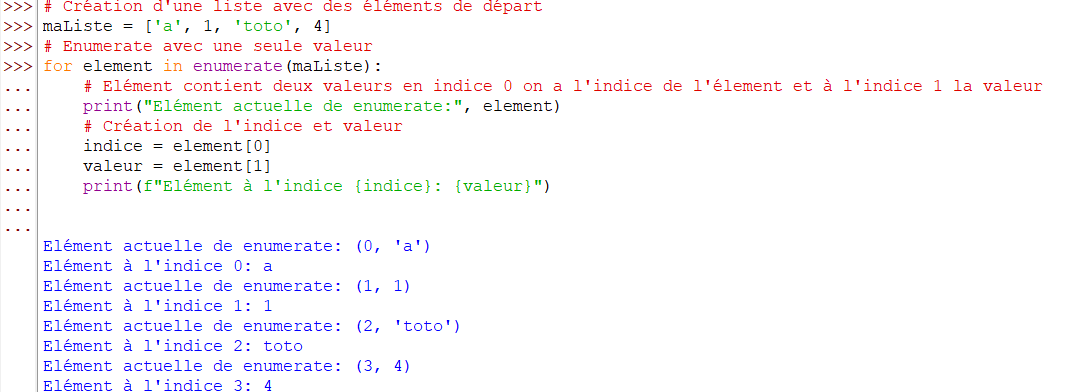 >>> # Création d'une liste avec des éléments de départ
>>> maListe = ['a', 1, 'toto', 4]
>>> # Enumerate avec une seule valeur
>>> for element in enumerate(maListe):
...     # Elément contient deux valeurs en indice 0 on a l'indice de l'élement et à l'indice 1 la valeur
...     print("Elément actuelle de enumerate:", element)
...     # Création de l'indice et valeur
...     indice = element[0]
...     valeur = element[1]
...     print(f"Elément à l'indice {indice}: {valeur}")
...
...
Elément actuelle de enumerate: (0, 'a')
Elément à l'indice 0: a
Elément actuelle de enumerate: (1, 1)
Elément à l'indice 1: 1
Elément actuelle de enumerate: (2, 'toto')
Elément à l'indice 2: toto
Elément actuelle de enumerate: (3, 4)
Elément à l'indice 3: 4